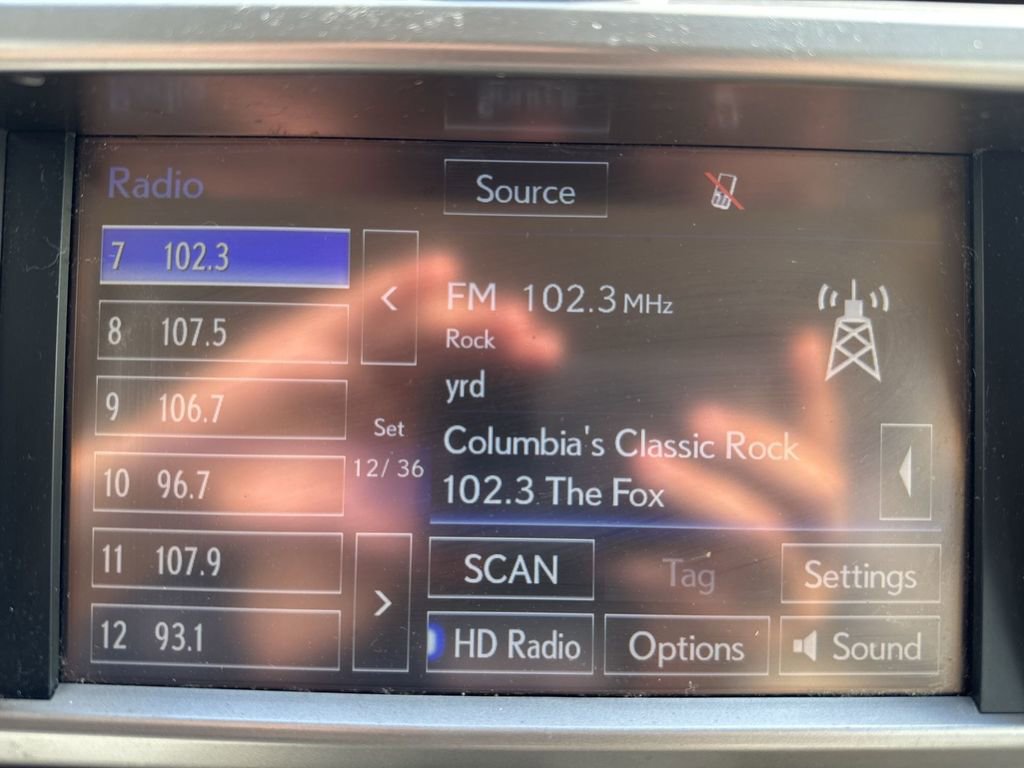 Radio
Source
7 102.3
8 107.5
9 106.7
10 96.7
11 107.9
12 93.1
<
Set
12/ 36
>
FM 102.3 MHz
Rock
yrd
Columbia's Classic Rock
102.3 The Fox
SCAN
Tag
Settings
HD Radio
Options
Sound